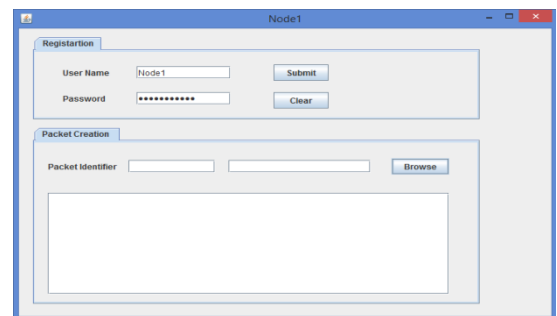 Node1
Registartion
User Name Node1 Submit
Password ••••••••••• Clear
Packet Creation
Packet Identifier Browse